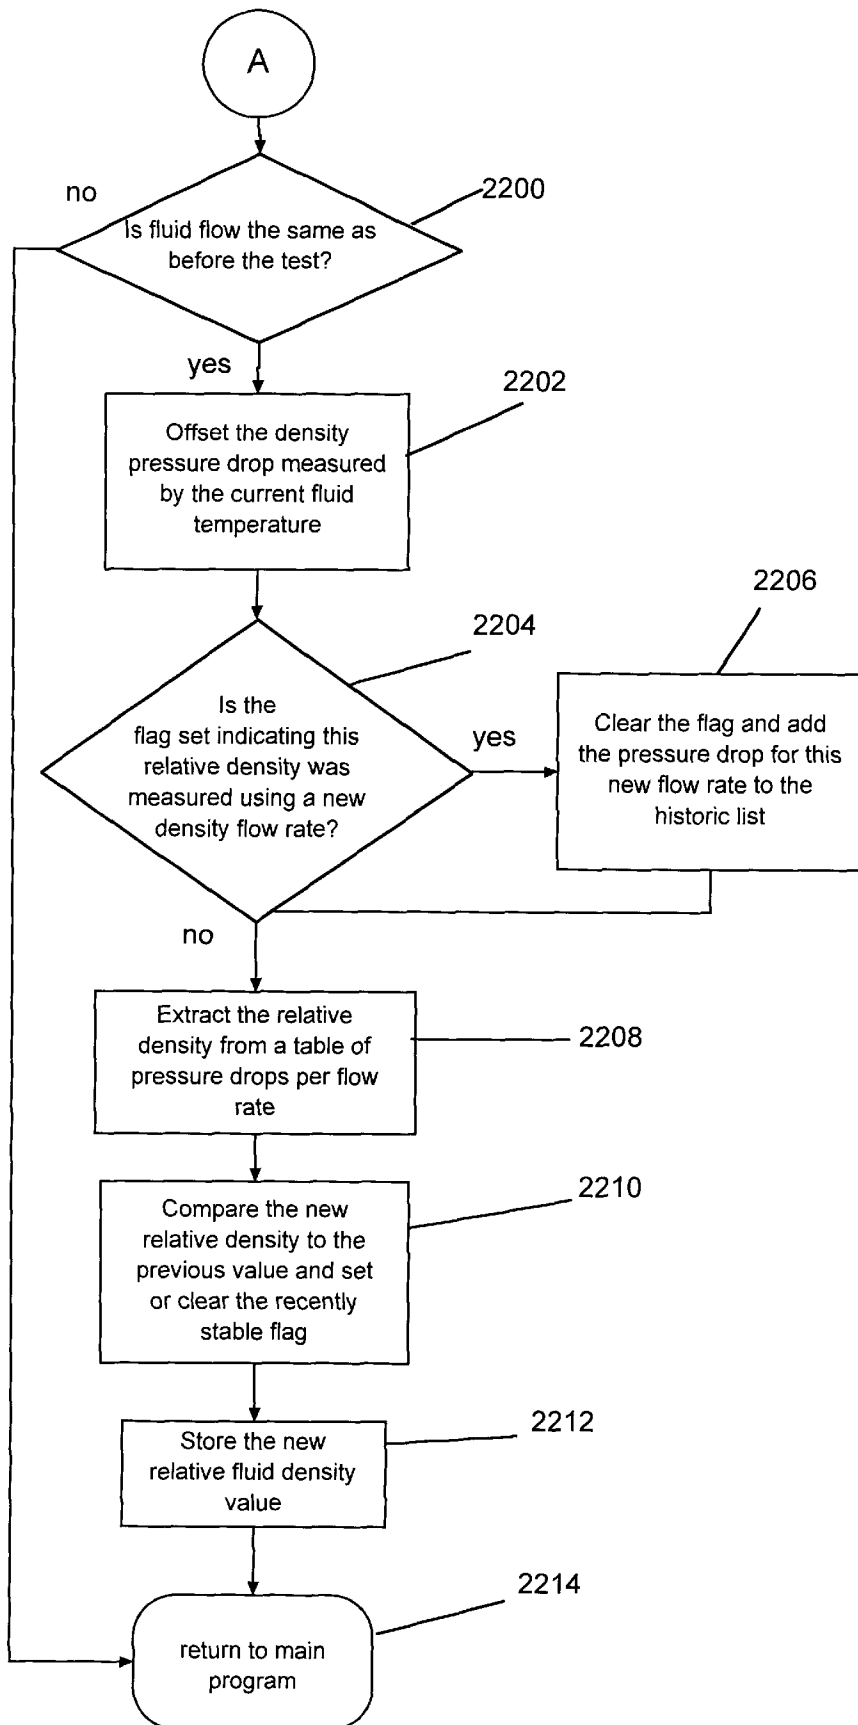 A
no
2200
Is fluid flow the same as
before the test?
yes
2202
Offset the density
pressure drop measured
by the current fluid
temperature
2206
2204
Is the
flag set indicating this
relative density was
measured using a new
density flow rate?
yes
Clear the flag and add
the pressure drop for this
new flow rate to the
historic list
no
Extract the relative
density from a table of
pressure drops per flow
rate
2208
2210
Compare the new
relative density to the
previous value and set
or clear the recently
stable flag
2212
Store the new
relative fluid density
value
2214
return to main
program